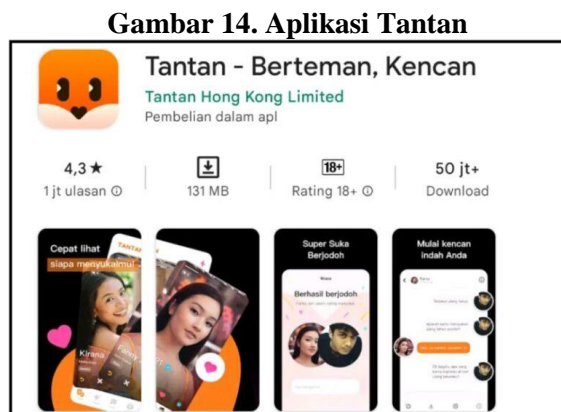 Gambar 14. Aplikasi Tantan
Tantan - Berteman, Kencan
Tantan Hong Kong Limited
Pembelian dalam apl
4,3 ★
1 jt ulasan
131 MB
18+
Rating 18+
50 jt+
Download
Cepat lihat
siapa menyukaimu!
TANTAN
Kirana
Super Suka
Berjodoh
Berhasil berjodoh
Mulai kencan
indah Anda